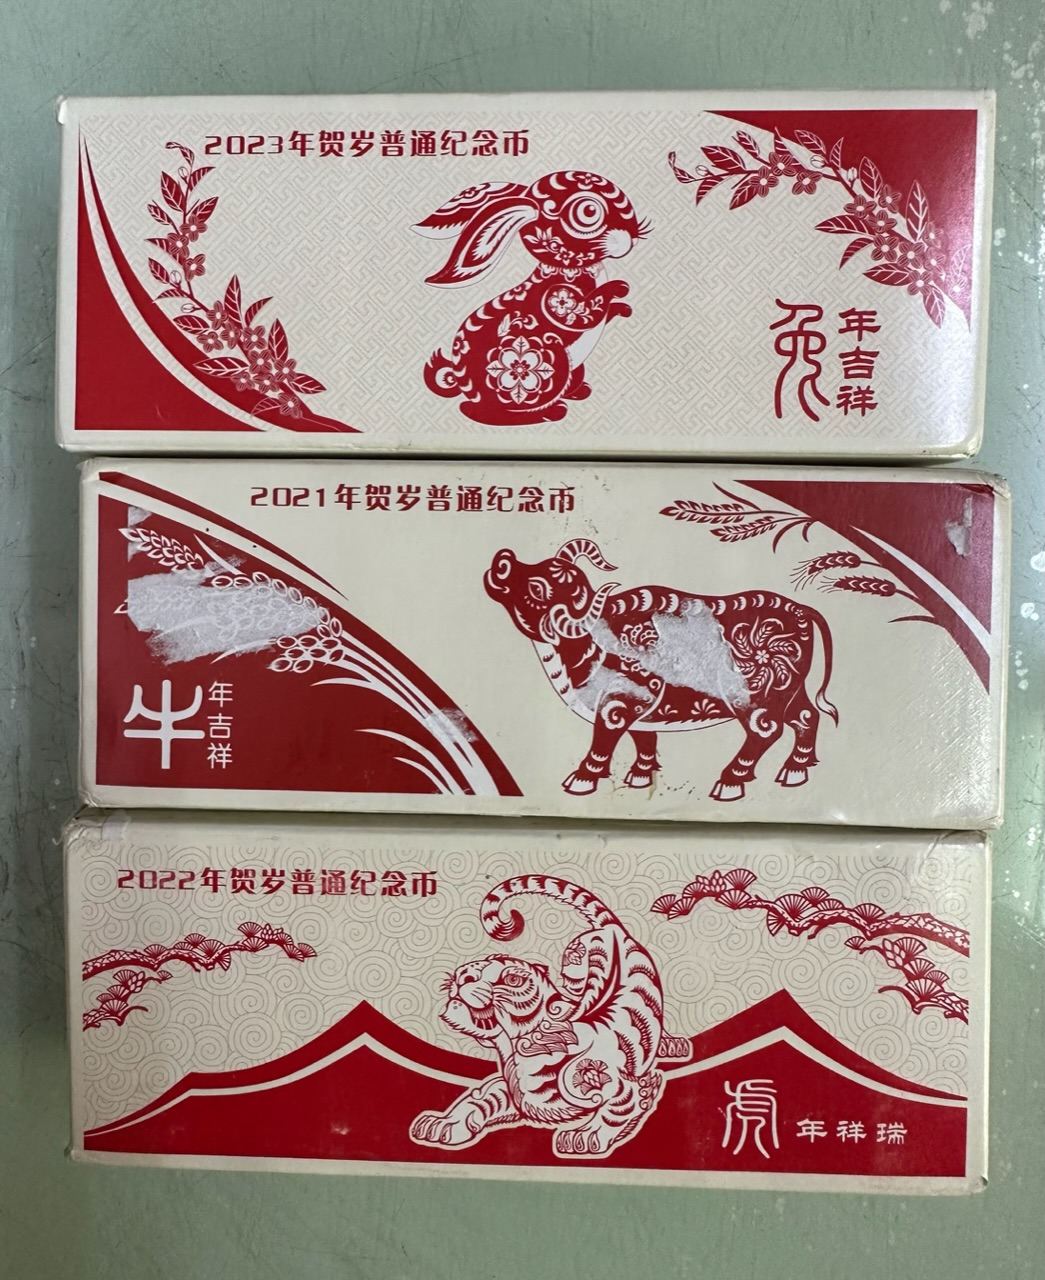 2023年贺岁普通纪念币
兔
年吉祥
2021年贺岁普通纪念币
牛
年吉祥
2022年贺岁普通纪念币
虎
年祥瑞